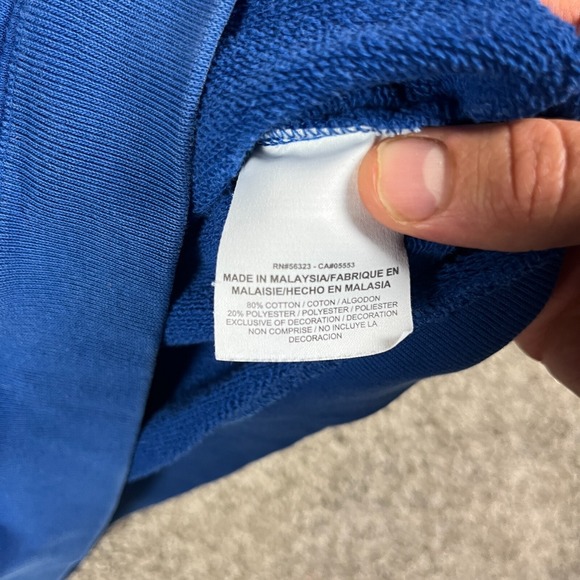 RN#56323 - CA#05553
MADE IN MALAYSIA/FABRIQUE EN
MALAISIE/HECHO EN MALASIA
80% COTTON / COTON / ALGODON
20% POLYESTER / POLYESTER / POLIESTER
EXCLUSIVE OF DECORATION / DECORATION
NON COMPRISE / NO INCLUYE LA
DECORACION